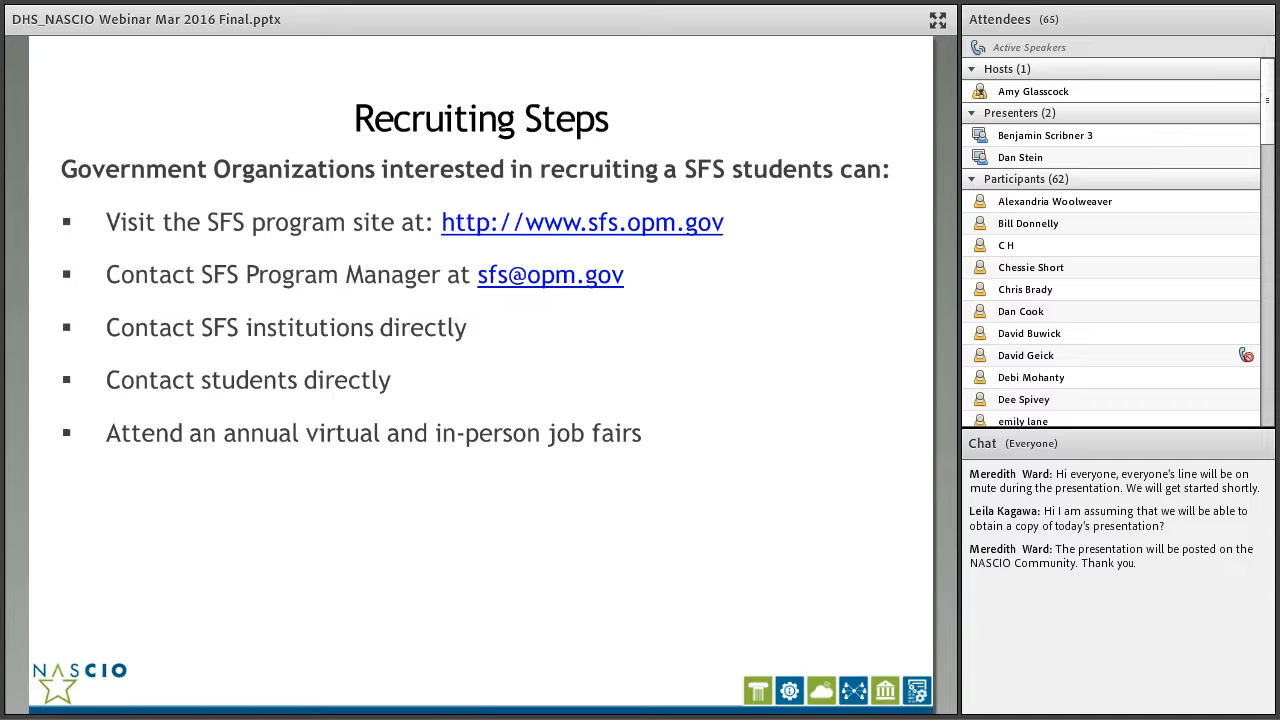 DHS_NASCIO Webinar Mar 2016 Final.pptx
Recruiting Steps
Government Organizations interested in recruiting a SFS students can:
▪ Visit the SFS program site at: http://www.sfs.opm.gov
▪ Contact SFS Program Manager at sfs@opm.gov
▪ Contact SFS institutions directly
▪ Contact students directly
▪ Attend an annual virtual and in-person job fairs
NASCIO
Attendees (65)
Active Speakers
Hosts (1)
Amy Glasscock
Presenters (2)
Benjamin Scribner 3
Dan Stein
Participants (62)
Alexandria Woolweaver
Bill Donnelly
C H
Chessie Short
Chris Brady
Dan Cook
David Buwick
David Geick
Debi Mohanty
Dee Spivey
emily lane
Chat (Everyone)
Meredith Ward: Hi everyone, everyone's line will be on
mute during the presentation. We will get started shortly.
Leila Kagawa: Hi I am assuming that we will be able to
obtain a copy of today's presentation?
Meredith Ward: The presentation will be posted on the
NASCIO Community. Thank you.